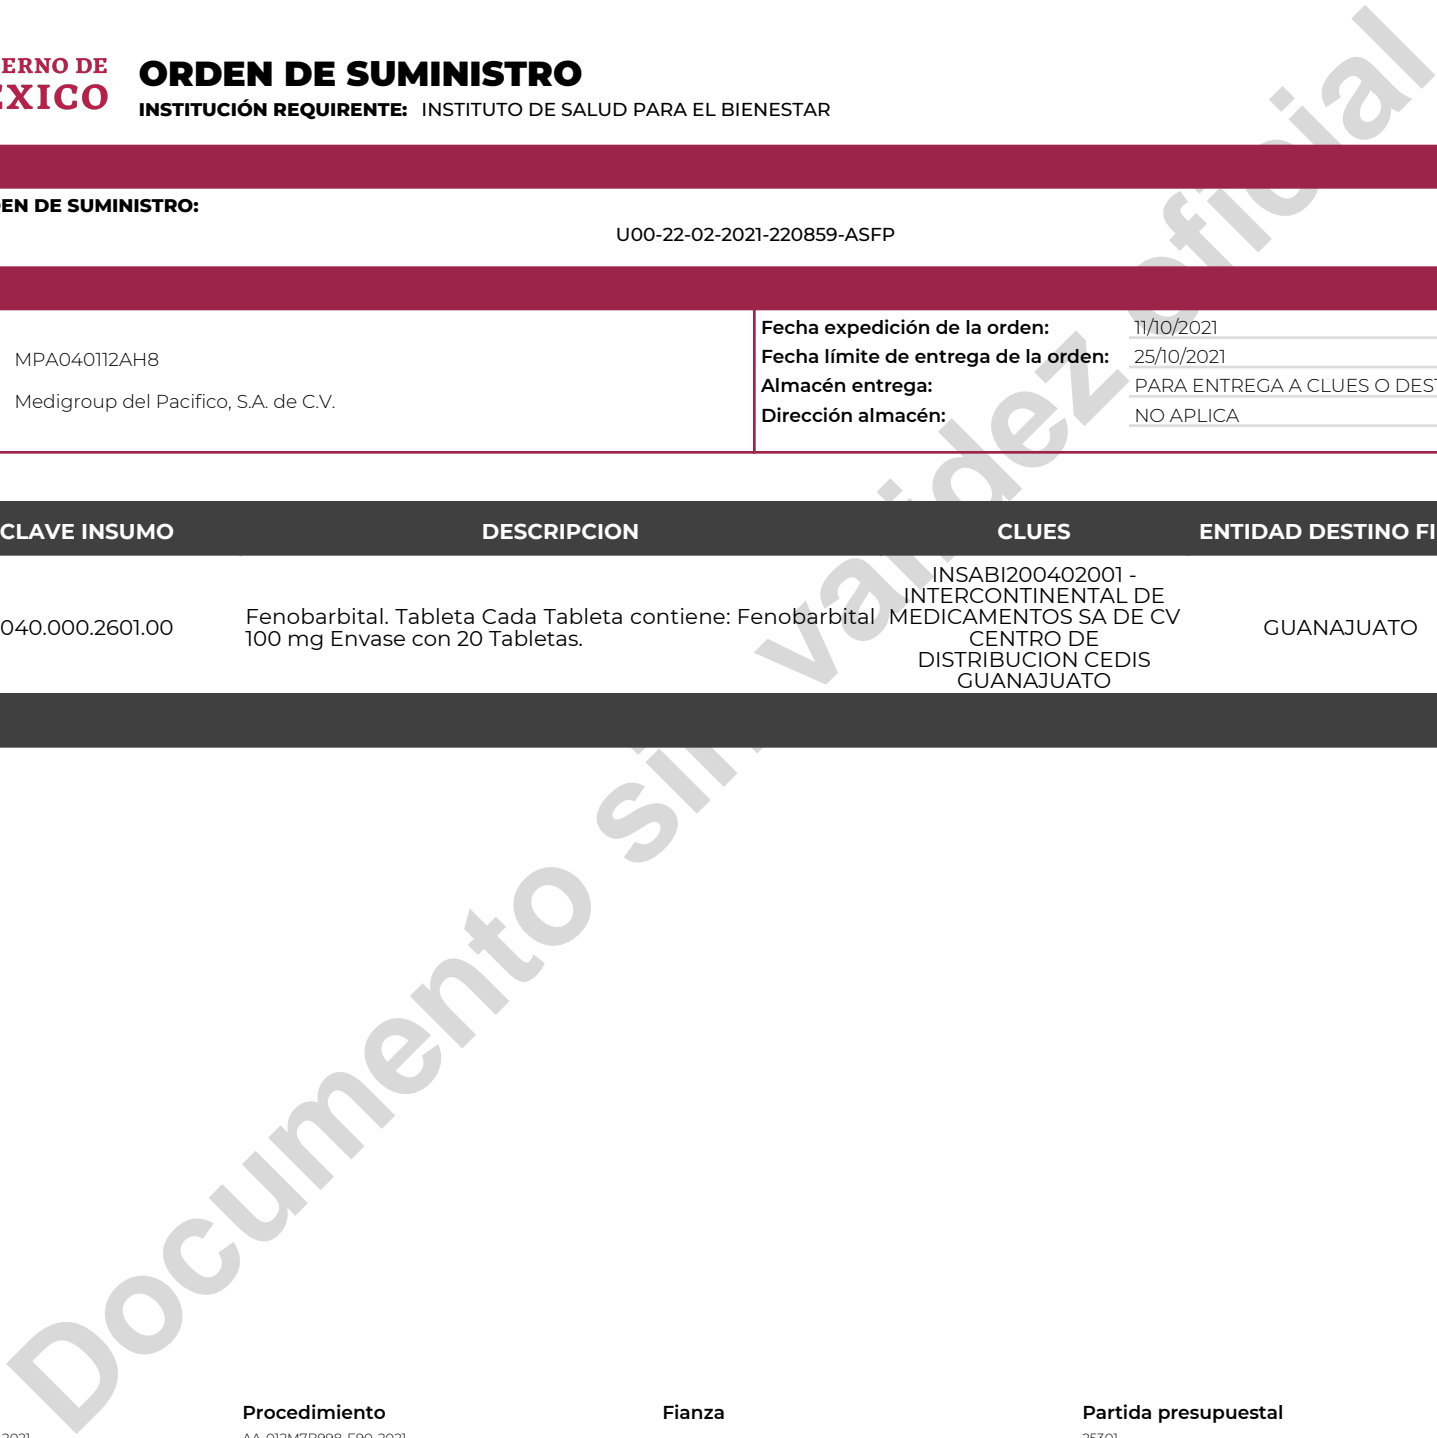 ERNO DE
ORDEN DE SUMINISTRO
EXICO
INSTITUCIÓN REQUIRENTE: INSTITUTO DE SALUD PARA EL BIENESTAR
EN DE SUMINISTRO:
U00-22-02-2021-220859-ASFP
Fecha expedición de la orden: 11/10/2021
MPA040112AH8
Fecha límite de entrega de la orden: 25/10/2021
Almacén entrega: PARA ENTREGA A CLUES O DEST
Medigroup del Pacifico, S.A. de C.V.
Dirección almacén: NO APLICA
CLAVE INSUMO DESCRIPCION CLUES ENTIDAD DESTINO FI
040.000.2601.00
Fenobarbital. Tableta Cada Tableta contiene: Fenobarbital
100 mg Envase con 20 Tabletas.
INSABI200402001 -
INTERCONTINENTAL DE
MEDICAMENTOS SA DE CV
CENTRO DE
DISTRIBUCION CEDIS
GUANAJUATO
GUANAJUATO
Documento sin validez oficial
Procedimiento Fianza Partida presupuestal